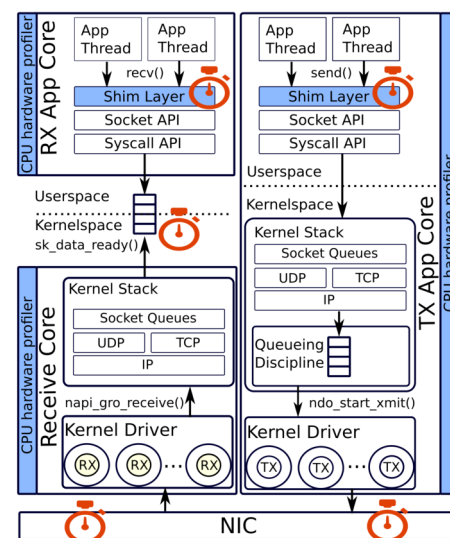 CPU hardware profiler
RX App Core
App
Thread
App
Thread
recv()
Shim Layer
Socket API
Syscall API
Userspace
Kernelspace
sk_data_ready()
CPU hardware profiler
Receive Core
Kernel Stack
Socket Queues
UDP
TCP
IP
napi_gro_receive()
Kernel Driver
RX
RX
...
RX
App
Thread
App
Thread
send()
Shim Layer
Socket API
Syscall API
Userspace
Kernelspace
Kernel Stack
Socket Queues
UDP
TCP
IP
Queueing
Discipline
ndo_start_xmit()
Kernel Driver
TX
TX
...
TX
TX App Core
CPU hardware profiler
NIC